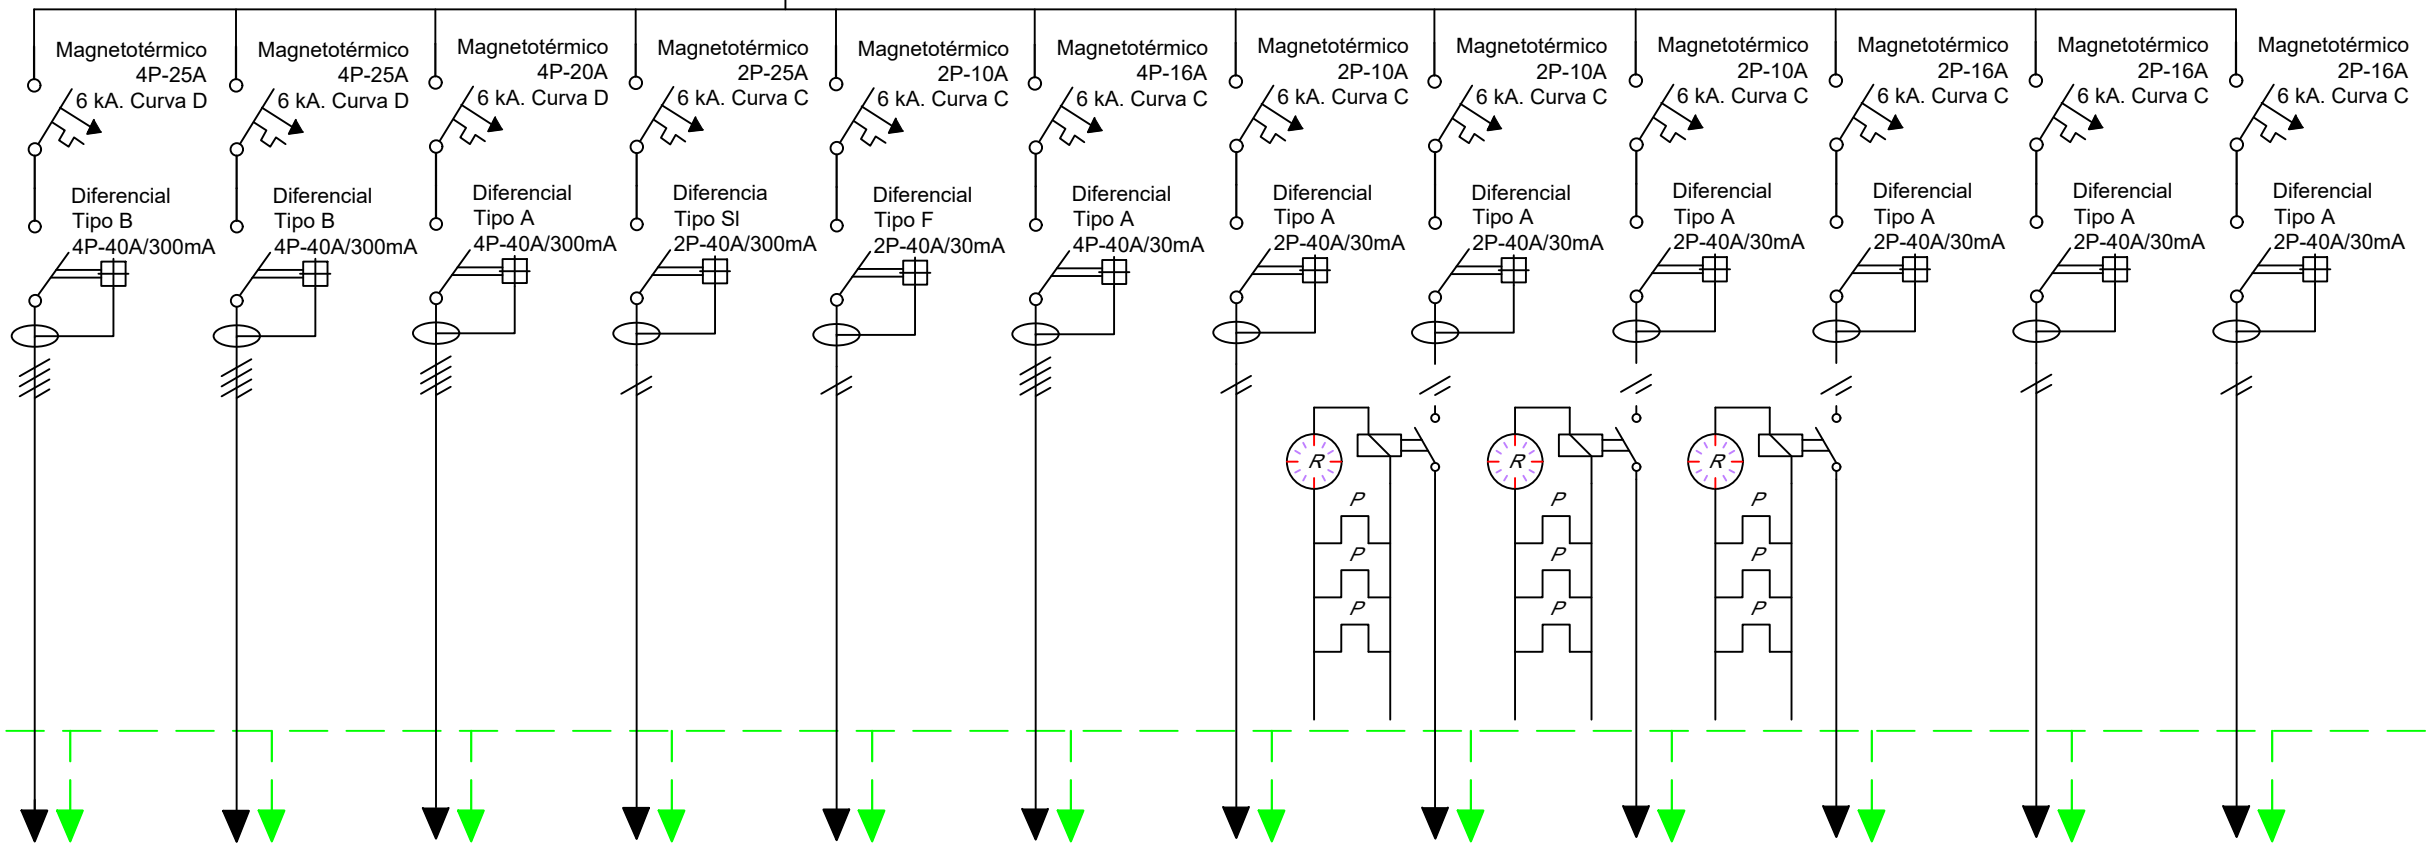 Magnetotérmico
4P-25A
6 kA. Curva D
Magnetotérmico
4P-25A
6 kA. Curva D
Magnetotérmico
4P-20A
6 kA. Curva D
Magnetotérmico
2P-25A
6 kA. Curva C
Magnetotérmico
2P-10A
6 kA. Curva C
Magnetotérmico
4P-16A
6 kA. Curva C
Magnetotérmico
2P-10A
6 kA. Curva C
Magnetotérmico
2P-10A
6 kA. Curva C
Magnetotérmico
2P-10A
6 kA. Curva C
Magnetotérmico
2P-16A
6 kA. Curva C
Magnetotérmico
2P-16A
6 kA. Curva C
Magnetotérmico
2P-16A
6 kA. Curva C
Diferencial
Tipo B
4P-40A/300mA
Diferencial
Tipo B
4P-40A/300mA
Diferencial
Tipo A
4P-40A/300mA
Diferencia
Tipo SI
2P-40A/300mA
Diferencial
Tipo F
2P-40A/30mA
Diferencial
Tipo A
4P-40A/30mA
Diferencial
Tipo A
2P-40A/30mA
Diferencial
Tipo A
2P-40A/30mA
Diferencial
Tipo A
2P-40A/30mA
Diferencial
Tipo A
2P-40A/30mA
Diferencial
Tipo A
2P-40A/30mA
Diferencial
Tipo A
2P-40A/30mA
R
P
P
P
R
P
P
P
R
P
P
P